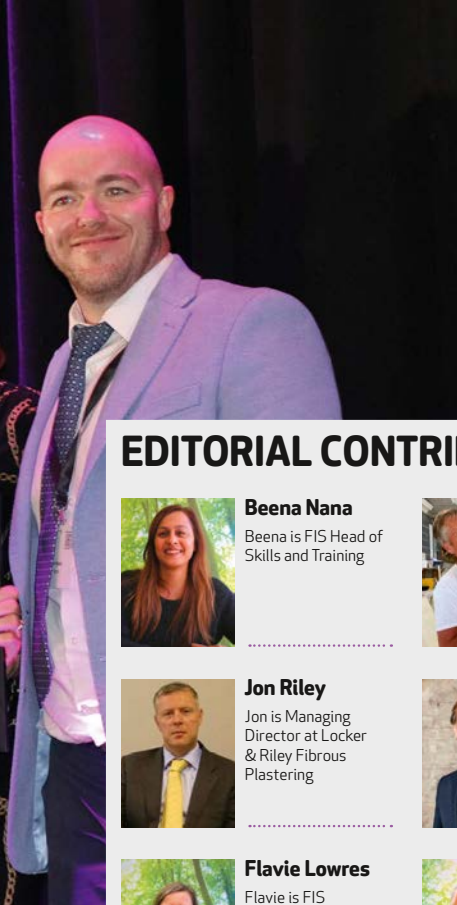 EDITORIAL CONTRI
Beena Nana
Beena is FIS Head of
Skills and Training
Jon Riley
Jon is Managing
Director at Locker
& Riley Fibrous
Plastering
Flavie Lowres
Flavie is FIS